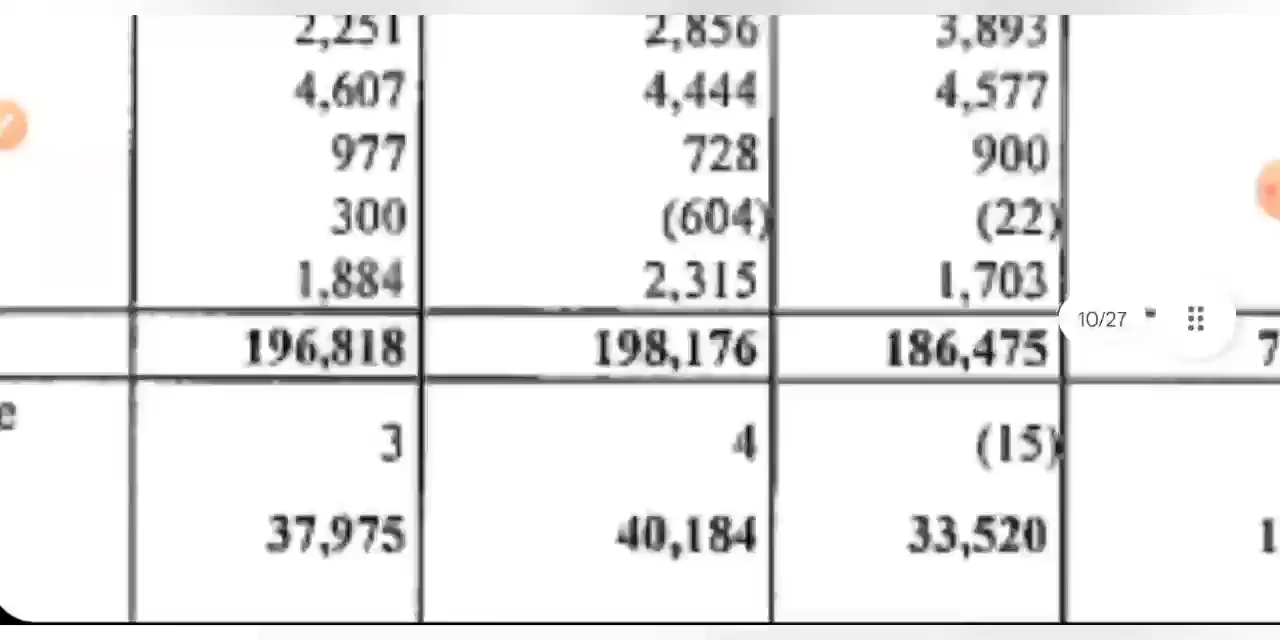 2,251 2,856 3,893
4,607 4,444 4,577
977 728 900
300 (604) (22)
1,884 2,315 1,703
196,818 198,176 186,475 7
10/27
e 3 4 (15)
37,975 40,184 33,520 1